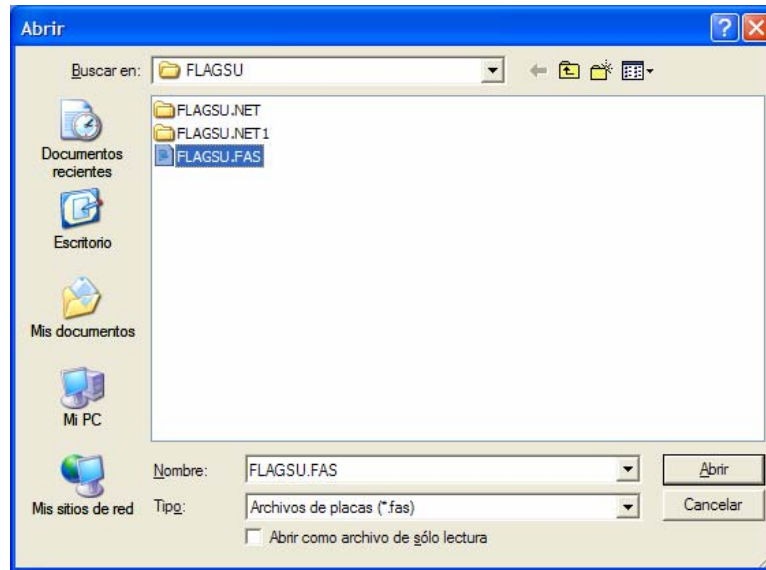 Abrir
Buscar en: FLAGSU
FLAGSU.NET
FLAGSU.NET1
FLAGSU.FAS
Documentos
recientes
Escritorio
Mis documentos
Mi PC
Mis sitios de red
Nombre: FLAGSU.FAS Abrir
Tipo: Archivos de placas (*.fas) Cancelar
Abrir como archivo de sólo lectura